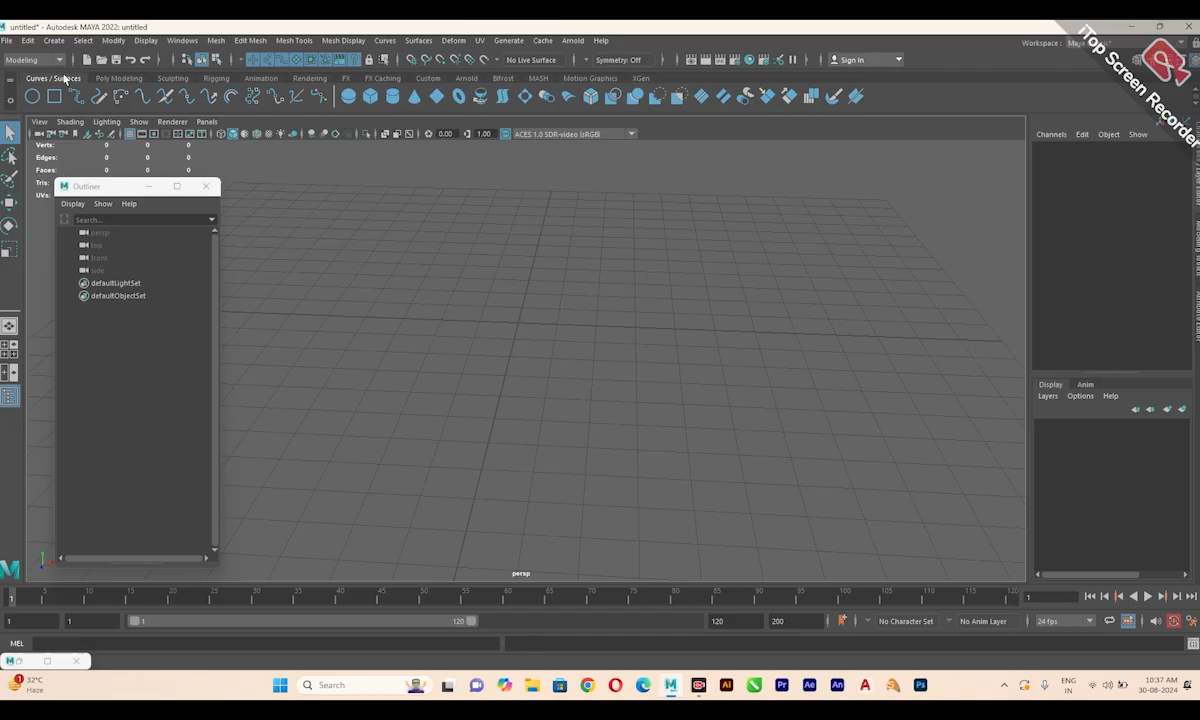 untitled* - Autodesk MAYA 2022: untitled
File Edit Create Select Modify Display Windows Mesh Edit Mesh Mesh Tools Mesh Display Curves Surfaces Deform UV Generate Cache Arnold Help
Workspace :
Modeling No Live Surface Symmetry: Off Sign In
iTop Screen Recorder
Curves / Surfaces Poly Modeling Sculpting Rigging Animation Rendering FX FX Caching Custom Arnold Bifrost MASH Motion Graphics XGen
View Shading Lighting Show Renderer Panels
0.00 1.00 ACES 1.0 SDR-video (sRGB)
Channels Edit Object Show
Verts: 0 0 0
Edges: 0 0 0
Faces: 0 0 0
Tris:
UVs:
Outliner
Display Show Help
Search...
persp
top
front
side
defaultLightSet
defaultObjectSet
persp
Display Anim
Layers Options Help
5 10 15 20 25 30 35 40 45 50 55 60 65 70 75 80 85 90 95 100 105 110 115 120
1 1
1 1 1 120 120 200 No Character Set No Anim Layer 24 fps
MEL
32°C
Haze
Search
ENG
IN
10:37 AM
30-08-2024